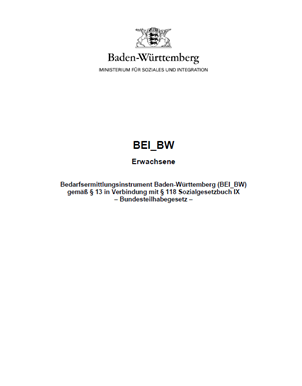 Baden-Württemberg
MINISTERIUM FÜR SOZIALES UND INTEGRATION
BEI_BW
Erwachsene
Bedarfsermittlungsinstrument Baden-Württemberg (BEI_BW)
gemäß § 13 in Verbindung mit § 118 Sozialgesetzbuch IX
– Bundesteilhabegesetz –